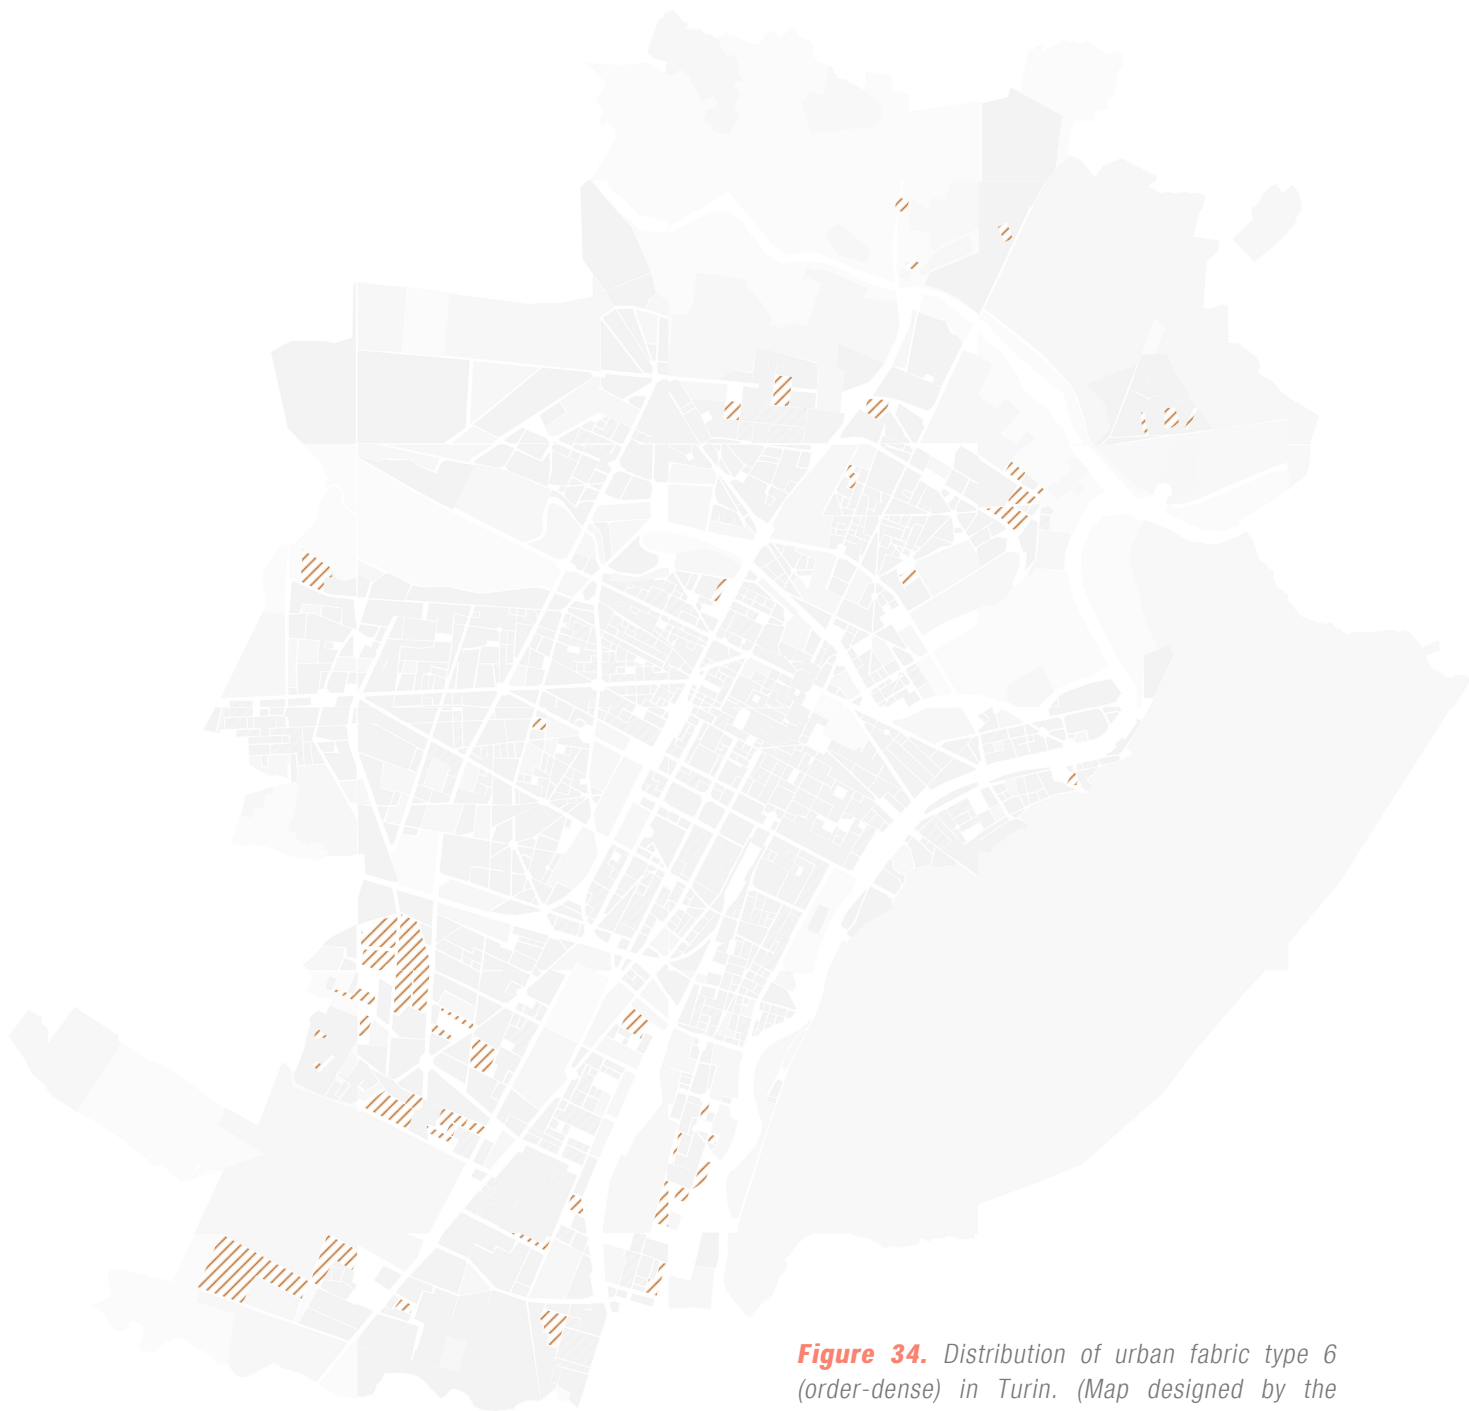 Figure 34. Distribution of urban fabric type 6
(order-dense) in Turin. (Map designed by the